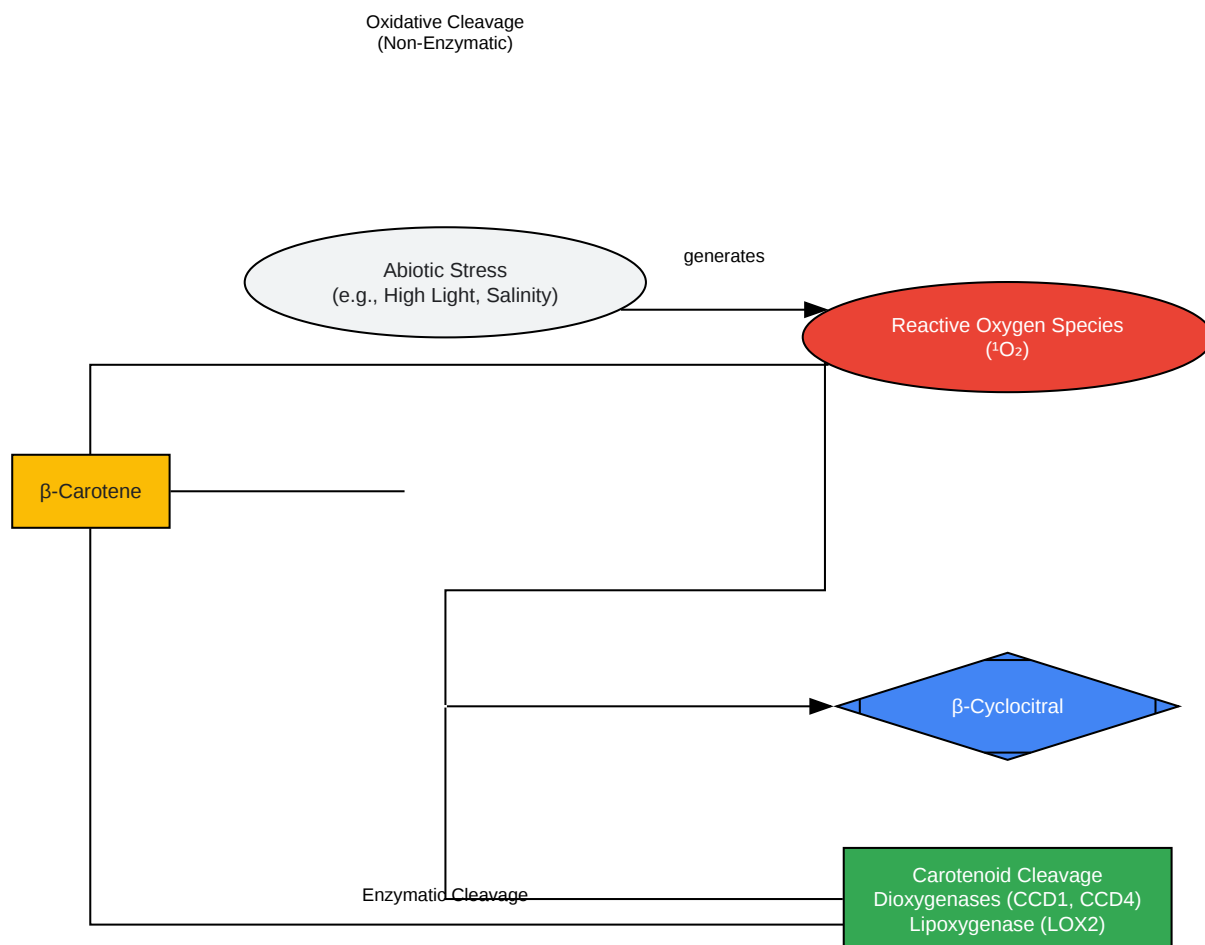 Oxidative Cleavage
(Non-Enzymatic)
generates
Abiotic Stress
(e.g., High Light, Salinity)
Reactive Oxygen Species
(¹O₂)
β-Carotene
β-Cyclocitral
Carotenoid Cleavage
Dioxygenases (CCD1, CCD4)
Lipoxygenase (LOX2)
Enzymatic Cleavage